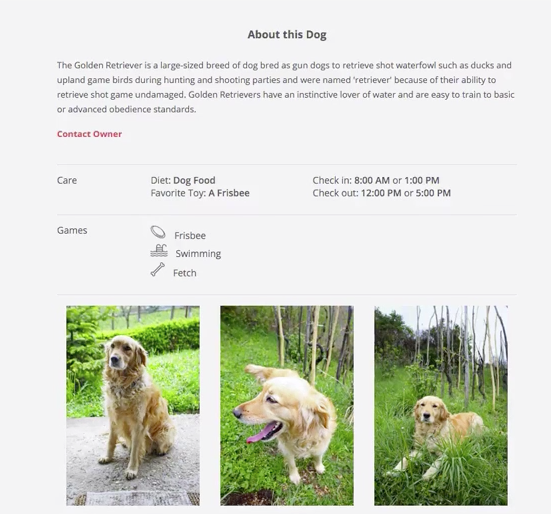 About this Dog
The Golden Retriever is a large-sized breed of dog bred as gun dogs to retrieve shot waterfowl such as ducks and
upland game birds during hunting and shooting parties and were named 'retriever' because of their ability to
retrieve shot game undamaged. Golden Retrievers have an instinctive lover of water and are easy to train to basic
or advanced obedience standards.
Contact Owner
Care
Diet: Dog Food
Favorite Toy: A Frisbee
Check in: 8:00 AM or 1:00 PM
Check out: 12:00 PM or 5:00 PM
Games
Frisbee
Swimming
Fetch